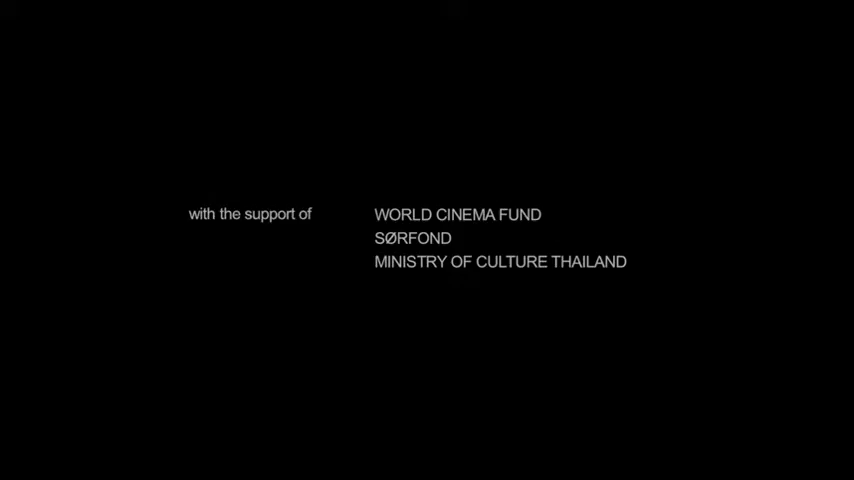 with the support of WORLD CINEMA FUND
SØRFOND
MINISTRY OF CULTURE THAILAND